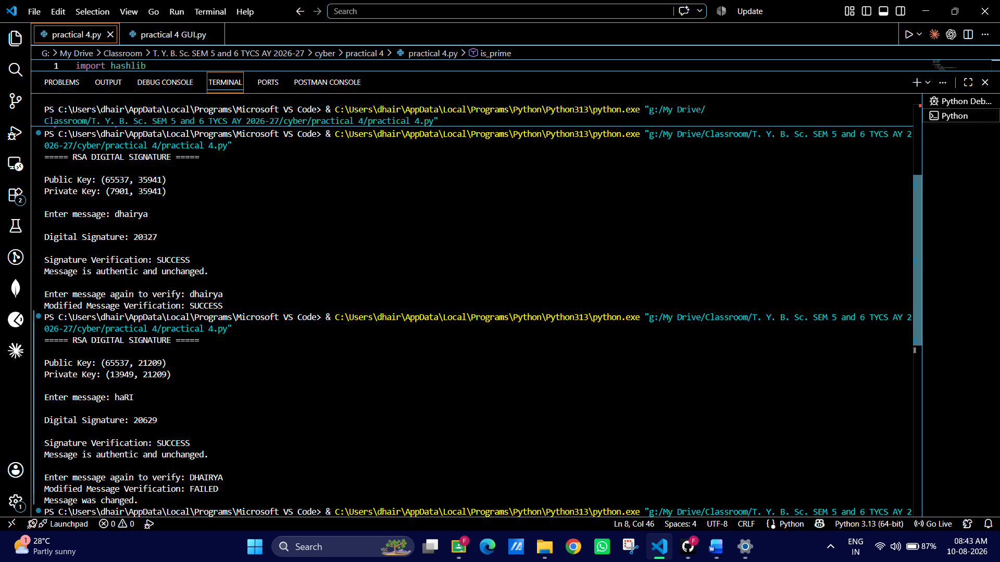 File Edit Selection View Go Run Terminal Help
Search
Update
practical 4.py
practical 4 GUI.py
G: > My Drive > Classroom > T. Y. B. Sc. SEM 5 and 6 TYCS AY 2026-27 > cyber > practical 4 > practical 4.py > is_prime
1 import hashlib
PROBLEMS OUTPUT DEBUG CONSOLE TERMINAL PORTS POSTMAN CONSOLE
Python Deb...
Python
PS C:\Users\dhair\AppData\Local\Programs\Microsoft VS Code> & C:\Users\dhair\AppData\Local\Programs\Python\Python313\python.exe "g:/My Drive/
Classroom/T. Y. B. Sc. SEM 5 and 6 TYCS AY 2026-27/cyber/practical 4/practical 4.py"
PS C:\Users\dhair\AppData\Local\Programs\Microsoft VS Code> & C:\Users\dhair\AppData\Local\Programs\Python\Python313\python.exe "g:/My Drive/Classroom/T. Y. B. Sc. SEM 5 and 6 TYCS AY 2
026-27/cyber/practical 4/practical 4.py"
===== RSA DIGITAL SIGNATURE =====
Public Key: (65537, 35941)
Private Key: (7901, 35941)
Enter message: dhairya
Digital Signature: 20327
Signature Verification: SUCCESS
Message is authentic and unchanged.
Enter message again to verify: dhairya
Modified Message Verification: SUCCESS
PS C:\Users\dhair\AppData\Local\Programs\Microsoft VS Code> & C:\Users\dhair\AppData\Local\Programs\Python\Python313\python.exe "g:/My Drive/Classroom/T. Y. B. Sc. SEM 5 and 6 TYCS AY 2
026-27/cyber/practical 4/practical 4.py"
===== RSA DIGITAL SIGNATURE =====
Public Key: (65537, 21209)
Private Key: (13949, 21209)
Enter message: haRI
Digital Signature: 20629
Signature Verification: SUCCESS
Message is authentic and unchanged.
Enter message again to verify: DHAIRYA
Modified Message Verification: FAILED
Message was changed.
PS C:\Users\dhair\AppData\Local\Programs\Microsoft VS Code> & C:\Users\dhair\AppData\Local\Programs\Python\Python313\python.exe "g:/My Drive/Classroom/T. Y. B. Sc. SEM 5 and 6 TYCS AY 2
2
1
Launchpad 0 0 Ln 8, Col 46 Spaces: 4 UTF-8 CRLF Python Python 3.13 (64-bit) Go Live
1
28°C
Partly sunny
Search
F
F
W
ENG
IN
87%
08:43 AM
10-08-2026